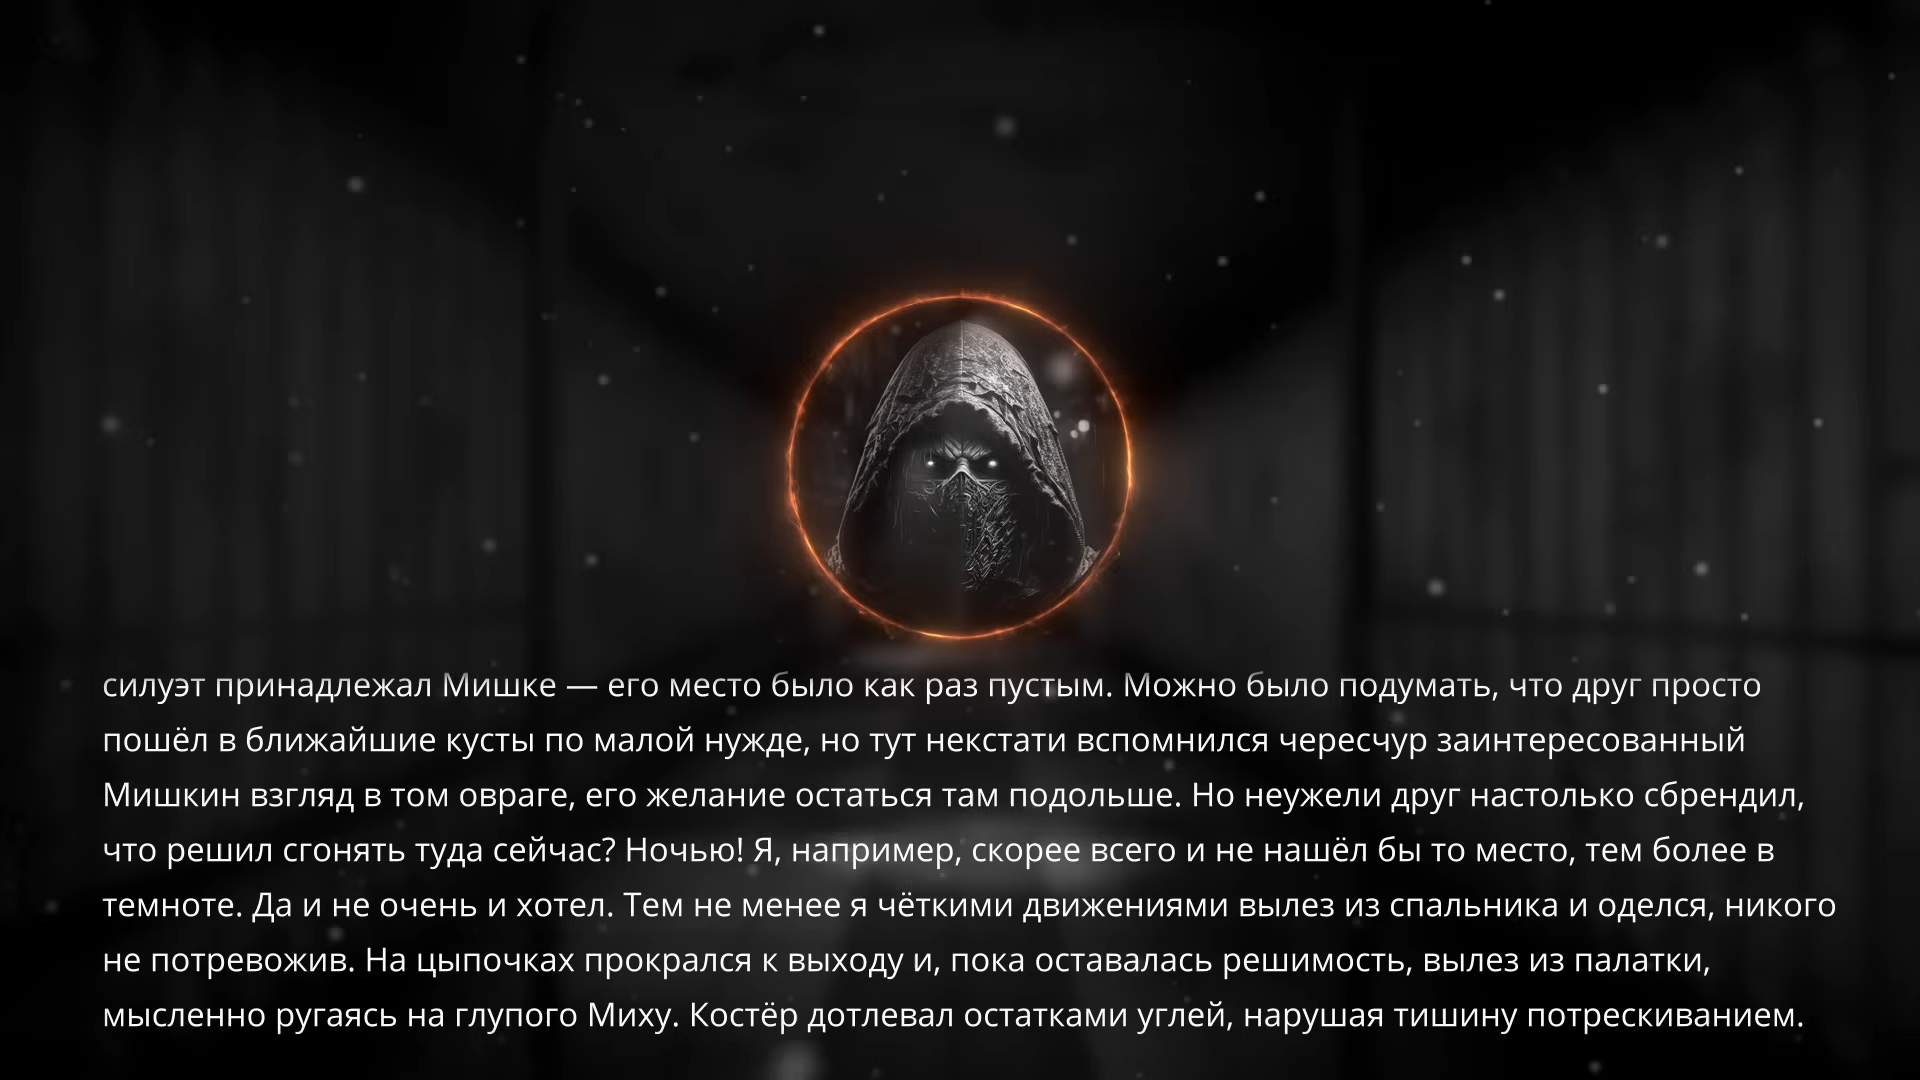 силуэт принадлежал Мишке — его место было как раз пустым. Можно было подумать, что друг просто
пошёл в ближайшие кусты по малой нужде, но тут некстати вспомнился чересчур заинтересованный
Мишкин взгляд в том овраге, его желание остаться там подольше. Но неужели друг настолько сбрендил,
что решил сгонять туда сейчас? Ночью! Я, например, скорее всего и не нашёл бы то место, тем более в
темноте. Да и не очень и хотел. Тем не менее я чёткими движениями вылез из спальника и оделся, никого
не потревожив. На цыпочках прокрался к выходу и, пока оставалась решимость, вылез из палатки,
мысленно ругаясь на глупого Миху. Костёр дотлевал остатками углей, нарушая тишину потрескиванием.